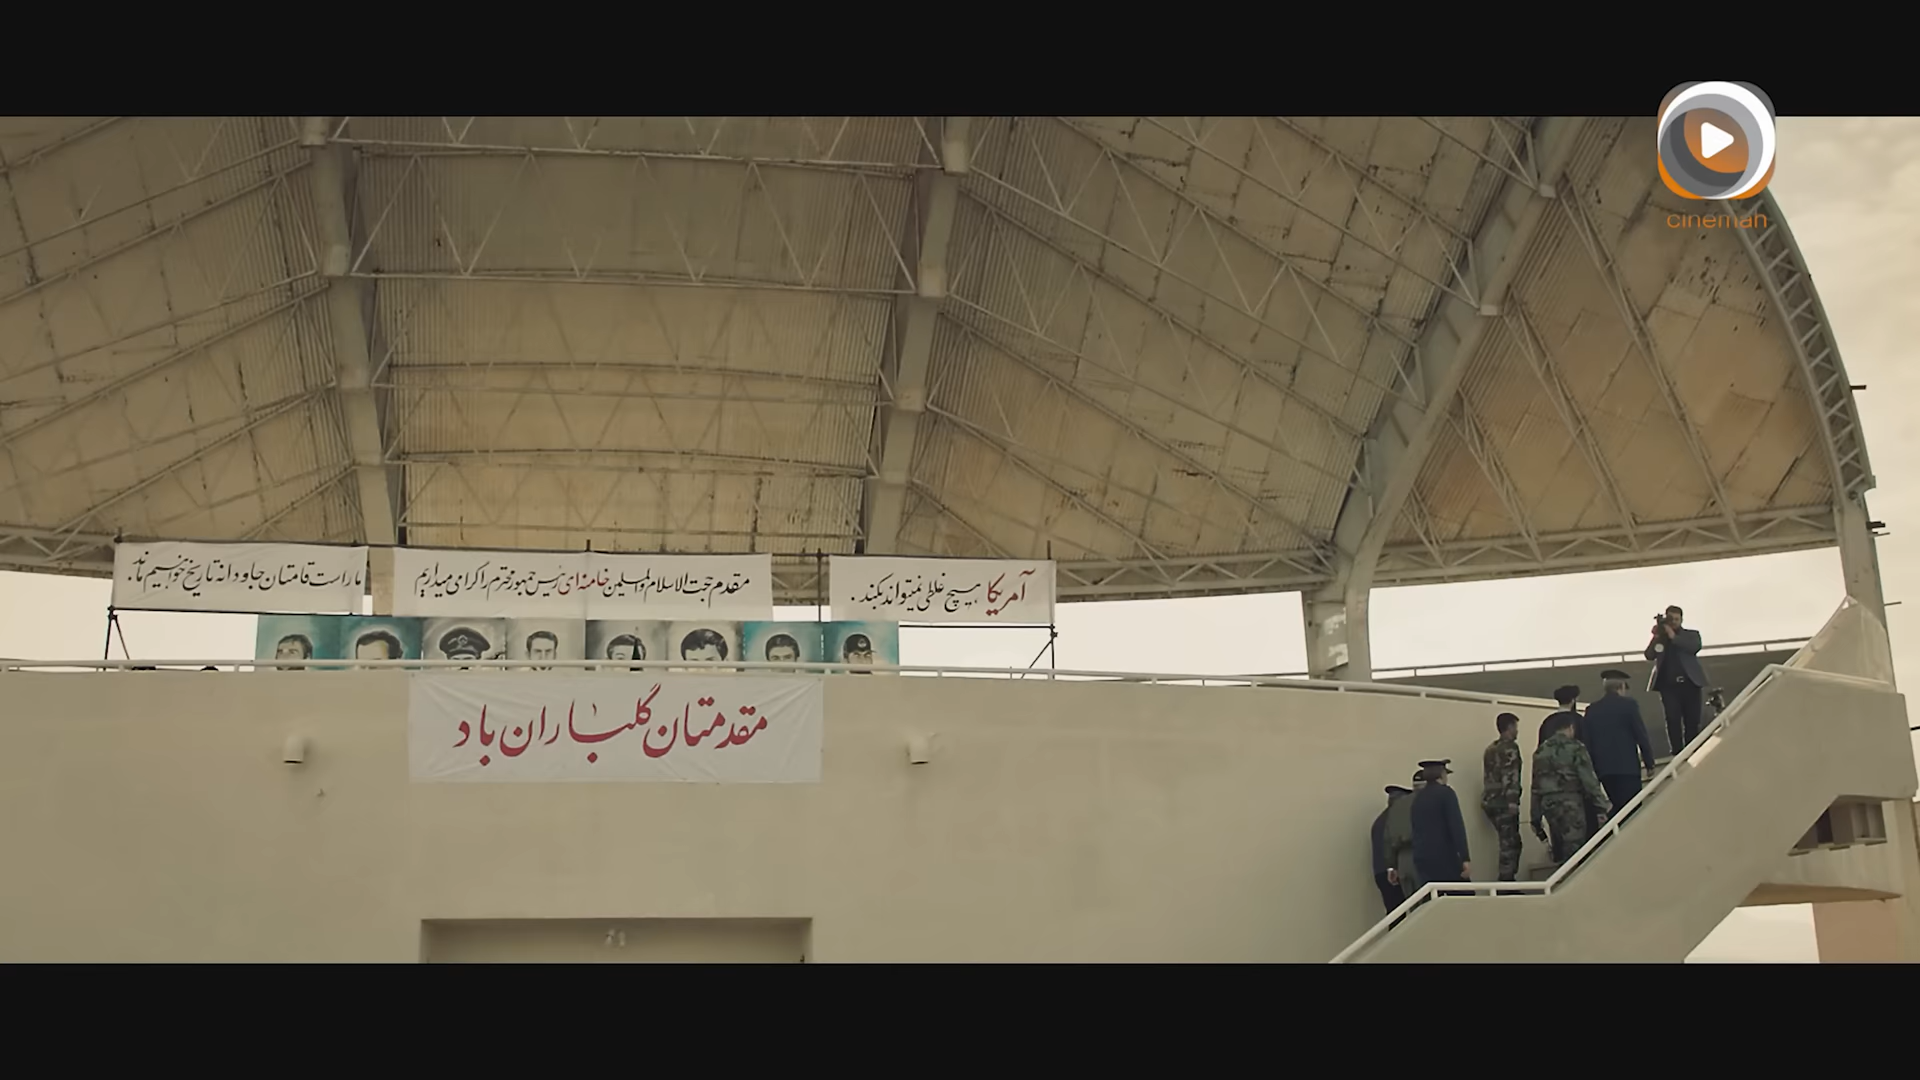 آمریکا هیچ غلطی نمیتواند بکند.
مقدم حجت الاسلام والمسلمین خامنه ای رئیس جمهور محترم را گرامی میداریم
ما راست قامتان جاودانه تاریخ خواهیم ماند.
مقدمتان گلباران باد
cineman